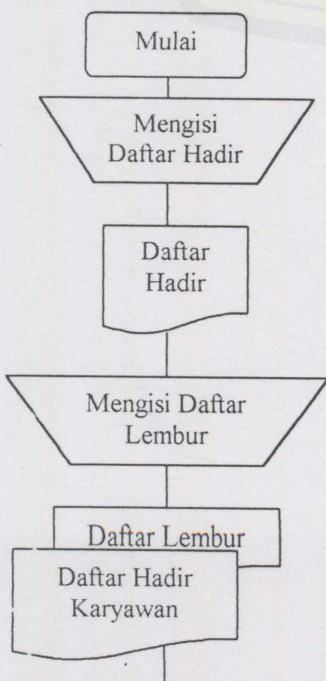 Mulai
Mengisi
Daftar Hadir
Daftar
Hadir
Mengisi Daftar
Lembur
Daftar Lembur
Daftar Hadir
Karyawan